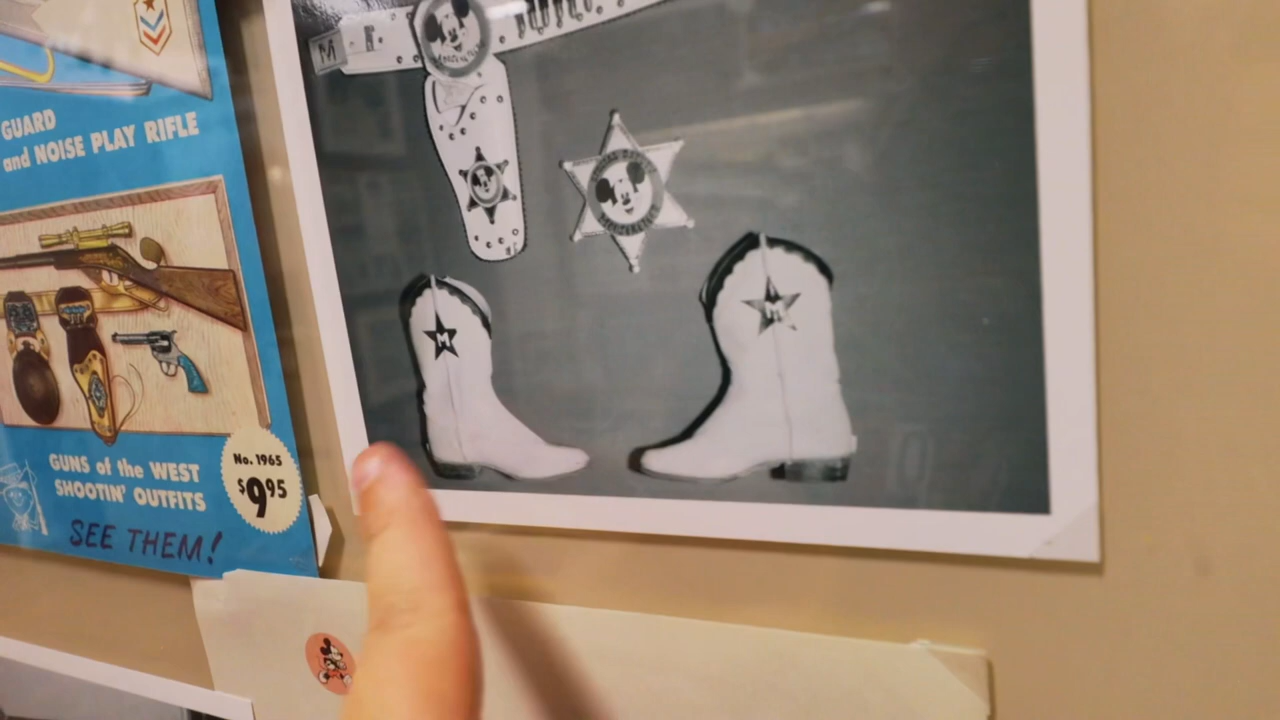 GUARD
and NOISE PLAY RIFLE
GUNS of the WEST
SHOOTIN' OUTFITS
No. 1965
$9.95
SEE THEM!
M
M
M